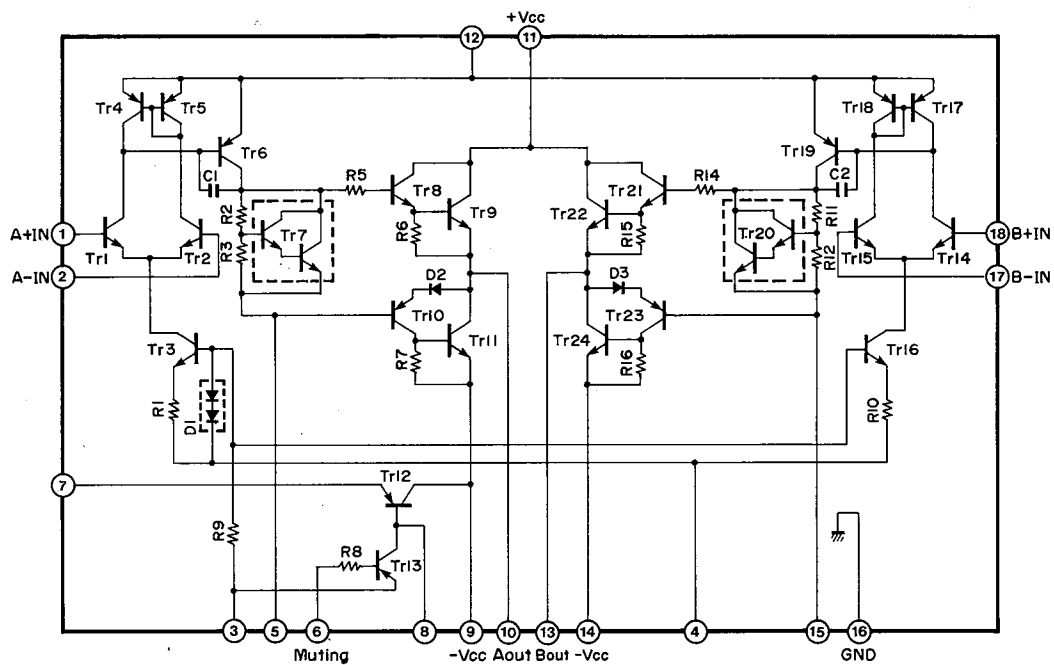 +Vcc
12 11
Tr4 Tr5 Tr18 Tr17
Tr6 Tr19
C1 R5 R14 C2
Tr8 Tr21
R2 Tr9 Tr22 R11
A+IN 1 R3 Tr7 R6 R15 Tr20 R12 18 B+IN
Tr1 Tr2 Tr15 Tr14
A-IN 2 D2 D3 17 B-IN
Tr10 Tr23
Tr3 Tr11 Tr24 Tr16
R7 R16
R1 D1 R10
7 Tr12
R9
R8 Tr13
3 5 6 8 9 10 13 14 4 15 16
Muting -Vcc Aout Bout -Vcc GND